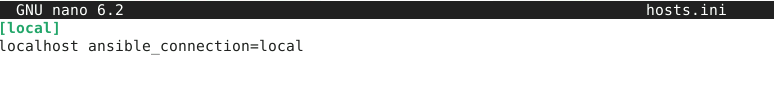 GNU nano 6.2 hosts.ini
[local]
localhost ansible_connection=local